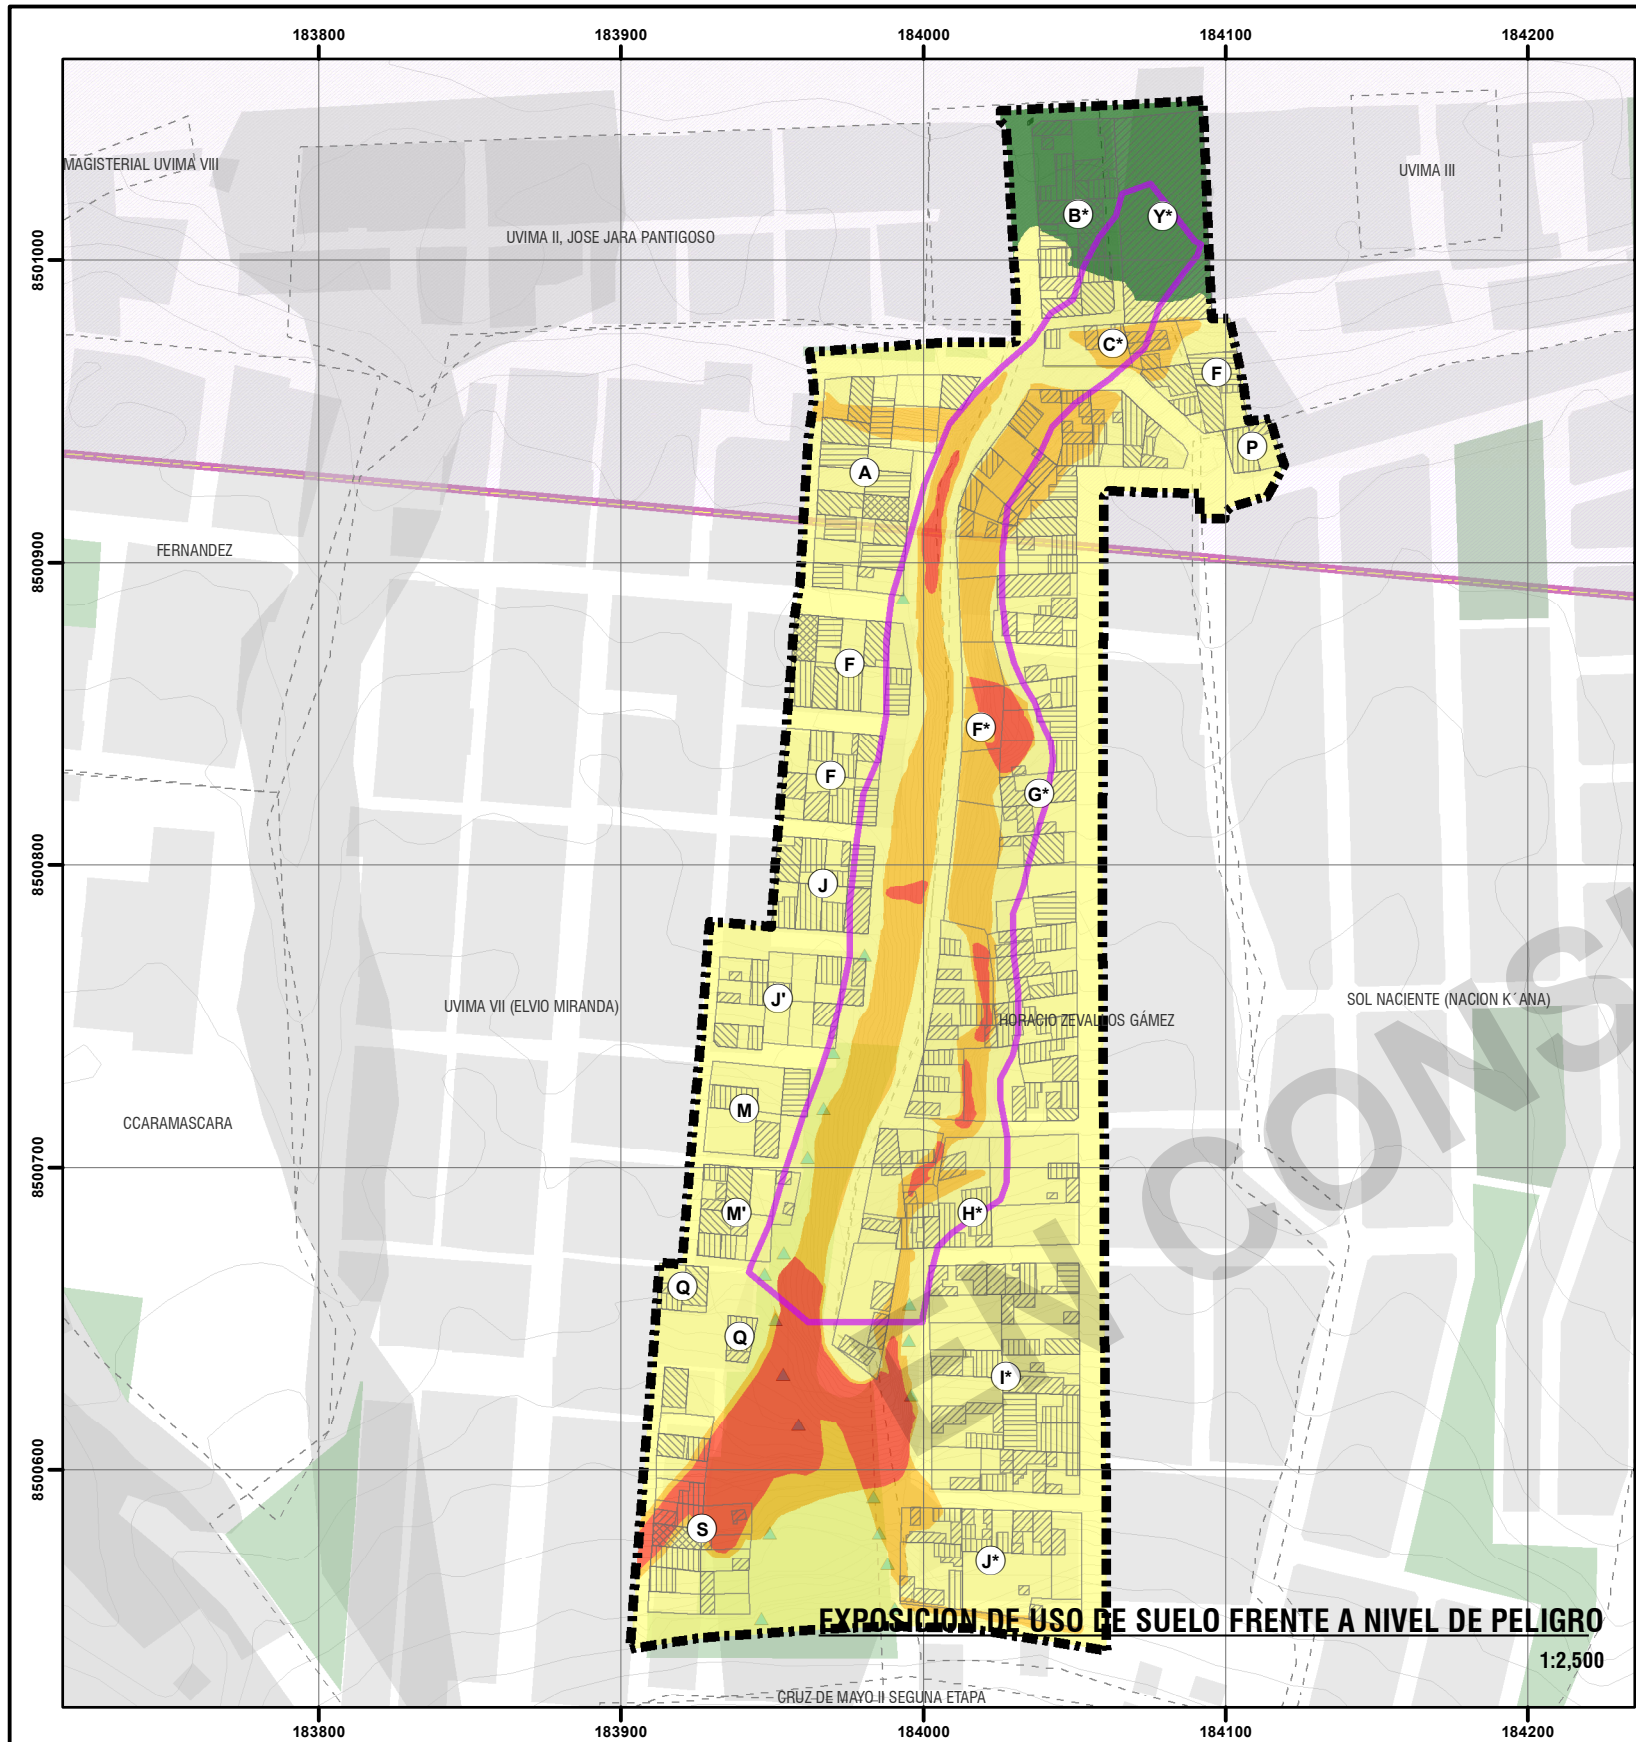 183800 183900 184000 184100 184200
MAGISTERIAL UVIMA VIII
UVIMA III
B* Y*
UVIMA II, JOSE JARA PANTIGOSO
8501000
C*
F
P
A
FERNANDEZ
8500900
F
F*
F
G*
8500800
J
J'
UVIMA VII (ELVIO MIRANDA)
SOL NACIENTE (NACION K´ANA)
HORACIO ZEVALLOS GÁMEZ
M
CCARAMASCARA
8500700
M'
H*
Q
Q
I*
EN CONS
8500600
S
J*
EXPOSICION DE USO DE SUELO FRENTE A NIVEL DE PELIGRO
1:2,500
CRUZ DE MAYO II SEGUNA ETAPA
183800 183900 184000 184100 184200